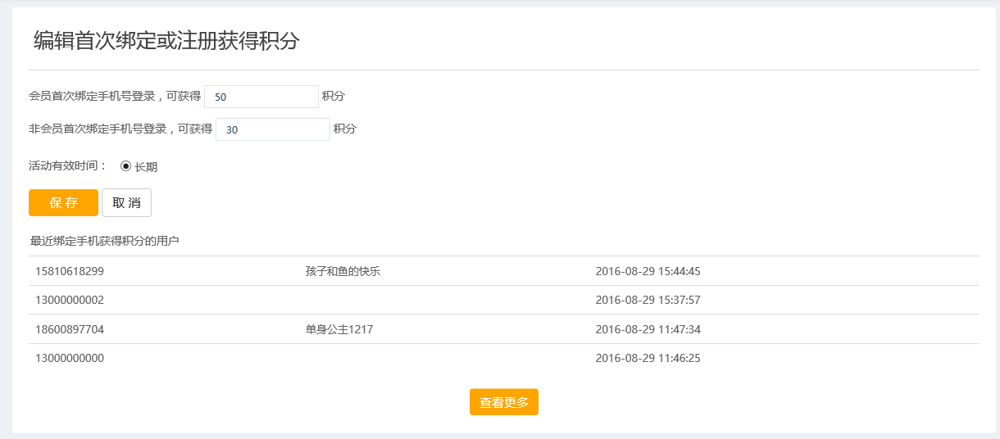 编辑首次绑定或注册获得积分
会员首次绑定手机号登录，可获得 50 积分
非会员首次绑定手机号登录，可获得 30 积分
活动有效时间： 长期
保 存 取 消
最近绑定手机获得积分的用户
15810618299 孩子和鱼的快乐 2016-08-29 15:44:45
13000000002 2016-08-29 15:37:57
18600897704 单身公主1217 2016-08-29 11:47:34
13000000000 2016-08-29 11:46:25
查看更多